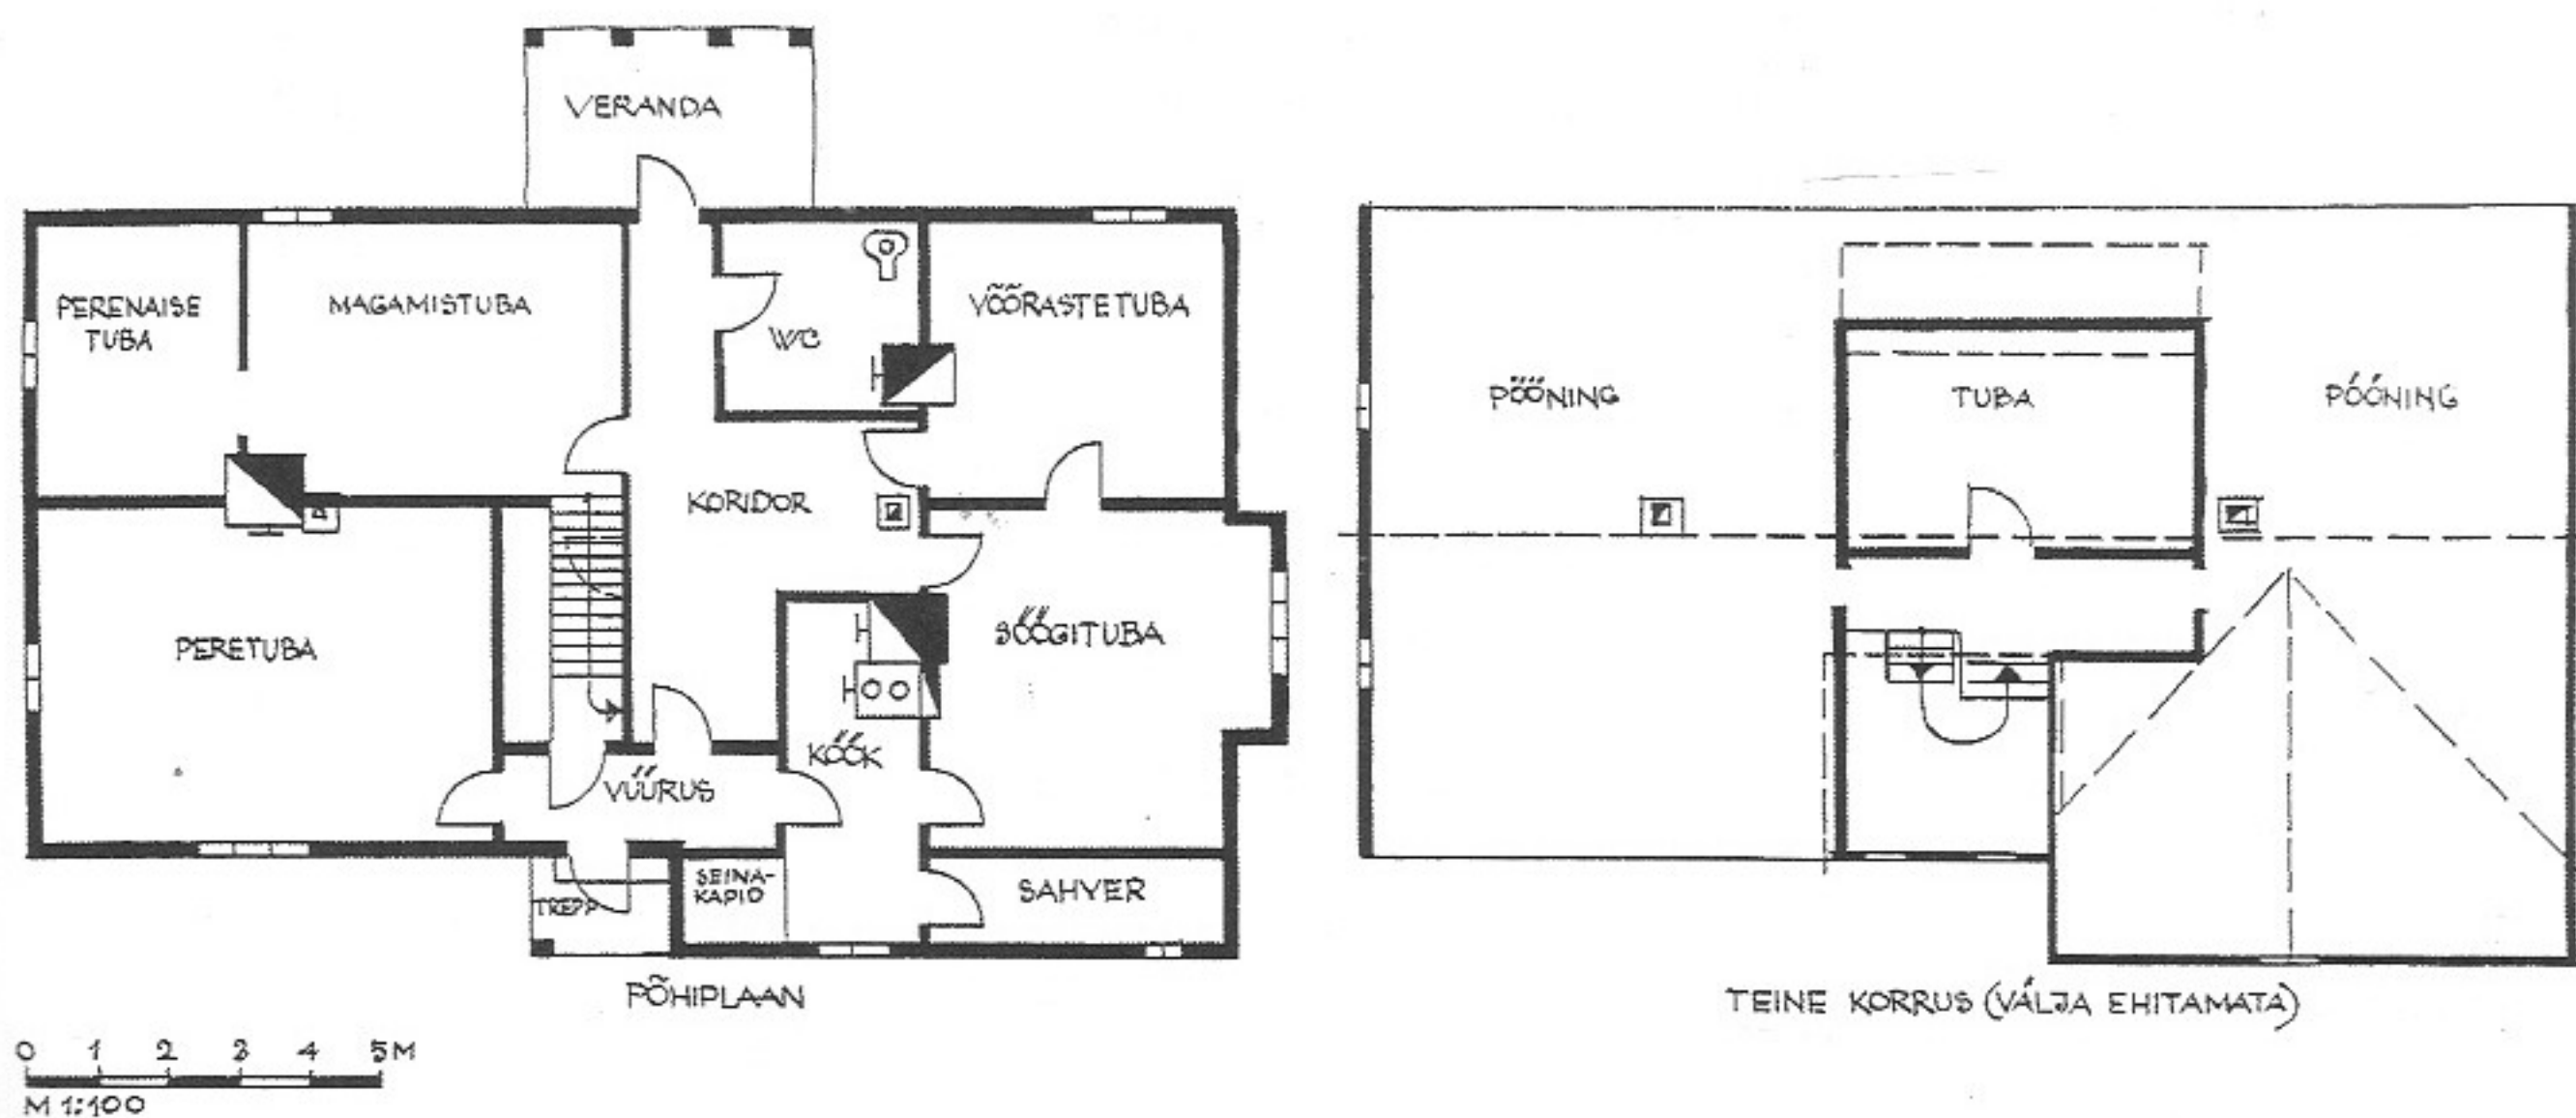 VERANDA
PERENAISE
TUBA
MAGAMISTUBA
WC
VÕÕRASTETUBA
KORIDOR
PERETUBA
SÖÖGITUBA
KÖÖK
VÜÜRUS
TREPP
SEINA-
KAPID
SAHVER
PÕHIPLAAN
0 1 2 3 4 5M
M 1:100
PÖÖNING
TUBA
PÖÖNING
TEINE KORRUS (VÄLJA EHITAMATA)